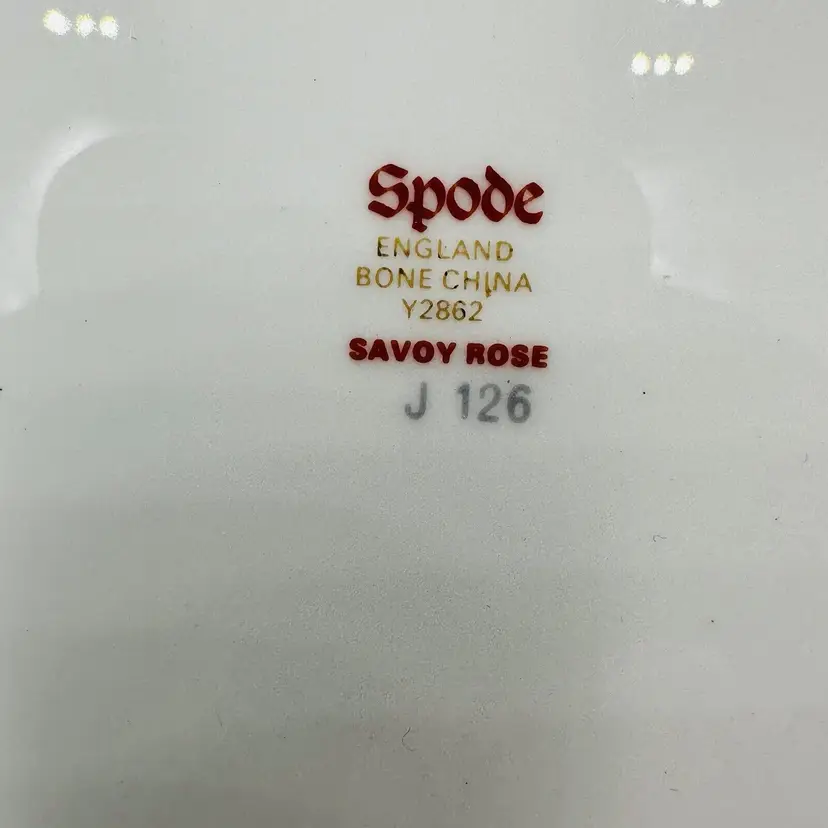 Spode
ENGLAND
BONE CHINA
Y2862
SAVOY ROSE
J 126